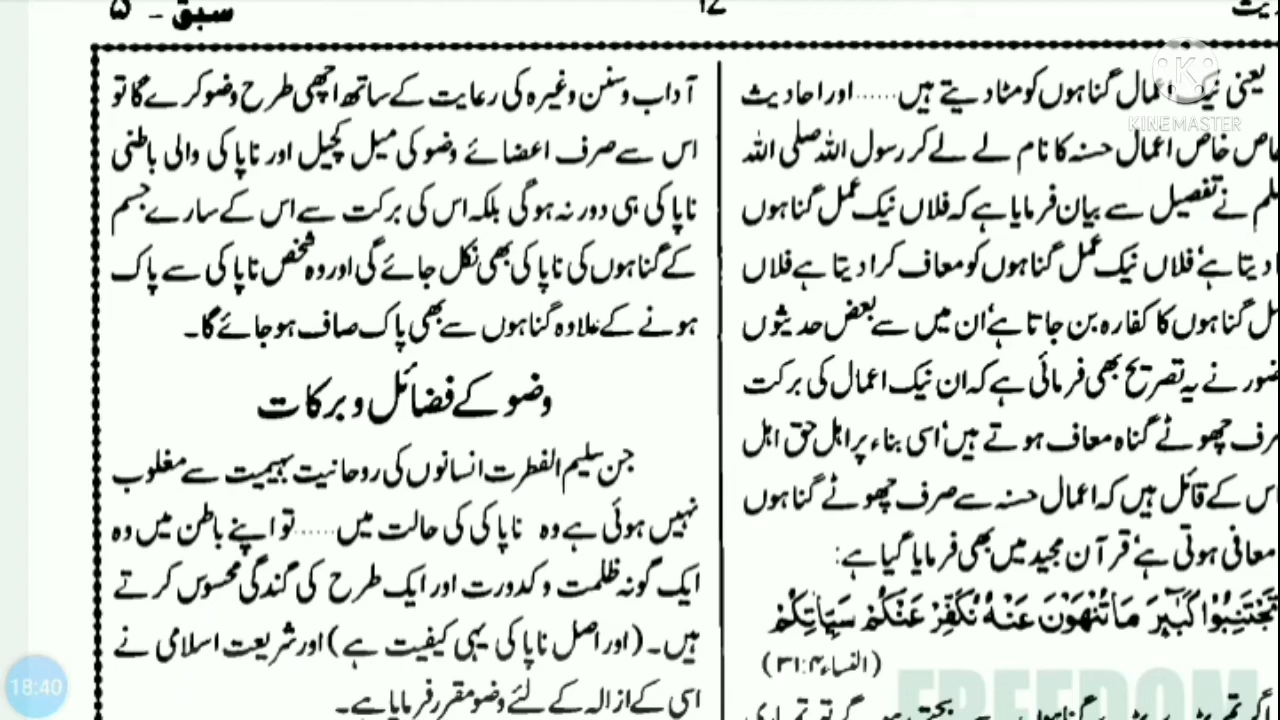 یت
۱۲
سبق ۔ ۵
یعنی نیک اعمال گناہوں کو مٹا دیتے ہیں...... اور احادیث
خاص اعمال حسنہ کا نام لے لے کر رسول اللہ صلی اللہ
نے تفصیل سے بیان فرمایا ہے کہ فلاں نیک عمل گناہوں
دیتا ہے، فلاں نیک عمل گناہوں کو معاف کرا دیتا ہے فلاں
گناہوں کا کفارہ بن جاتا ہے، ان میں سے بعض حدیثوں
نے یہ تصریح بھی فرمائی ہے کہ ان نیک اعمال کی برکت
چھوٹے گناہ معاف ہوتے ہیں، اسی بناء پر اہل حق اہل
اس کے قائل ہیں کہ اعمال حسنہ سے صرف چھوٹے گناہوں
معافی ہوتی ہے، قرآن مجید میں بھی فرمایا گیا ہے:
تَجْتَنِبُوْا كَبَآئِرَ مَا تُنْهَوْنَ عَنْهُ نُكَفِّرْ عَنْكُمْ سَيِّاٰتِكُمْ
(النساء ۴:۳۱)
آداب و سنن وغیرہ کی رعایت کے ساتھ اچھی طرح وضو کرے گا تو
اس سے صرف اعضائے وضو کی میل کچیل اور ناپاکی والی باطنی
ناپاکی ہی دور نہ ہوگی بلکہ اس کی برکت سے اس کے سارے جسم
کے گناہوں کی ناپاکی بھی نکل جائے گی اور وہ شخص ناپاکی سے پاک
ہونے کے علاوہ گناہوں سے بھی پاک صاف ہو جائے گا۔
وضو کے فضائل و برکات
جن سلیم الفطرت انسانوں کی روحانیت بہیمیت سے مغلوب
نہیں ہوئی ہے وہ ناپاکی کی حالت میں...... تو اپنے باطن میں وہ
ایک گونہ ظلمت و کدورت اور ایک طرح کی گندگی محسوس کرتے
ہیں۔ (اور اصل ناپاکی یہی کیفیت ہے) اور شریعت اسلامی نے
اسی کے ازالہ کے لئے وضو مقرر فرمایا ہے۔
K
KINEMASTER
18:40
FREEDOM